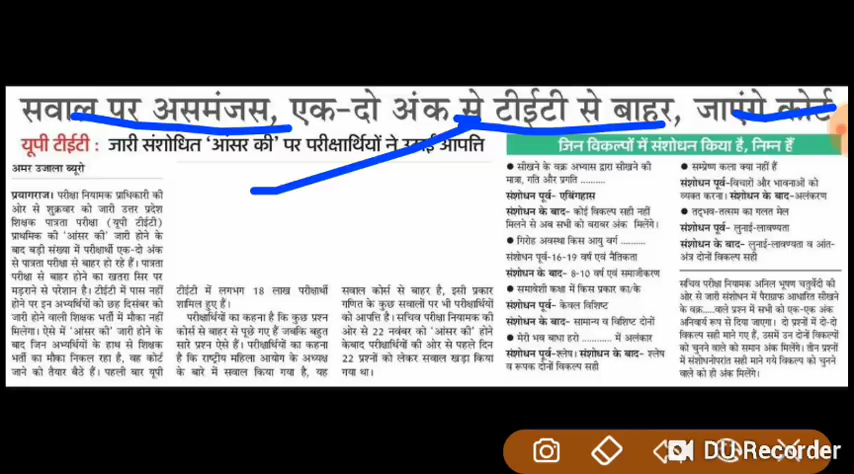 सवाल पर असमंजस, एक-दो अंक से टीईटी से बाहर, जाएंगे कोर्ट
यूपी टीईटी : जारी संशोधित 'आंसर की' पर परीक्षार्थियों ने उठाई आपत्ति
अमर उजाला ब्यूरो
प्रयागराज। परीक्षा नियामक प्राधिकारी की
ओर से शुक्रवार को जारी उत्तर प्रदेश
शिक्षक पात्रता परीक्षा (यूपी टीईटी)
प्राथमिक की 'आंसर की' जारी होने के
बाद बड़ी संख्या में परीक्षार्थी एक-दो अंक
से पात्रता परीक्षा से बाहर हो रहे हैं। पात्रता
परीक्षा से बाहर होने का खतरा सिर पर
मड़राने से परेशान है। टीईटी में पास नहीं
होने पर इन अभ्यर्थियों को छह दिसंबर को
जारी होने वाली शिक्षक भर्ती में मौका नहीं
मिलेगा। ऐसे में 'आंसर की' जारी होने के
बाद जिन अभ्यर्थियों के हाथ से शिक्षक
भर्ती का मौका निकल रहा है, वह कोर्ट
जाने को तैयार बैठे हैं। पहली बार यूपी
टीईटी में लगभग 18 लाख परीक्षार्थी
शामिल हुए हैं।
परीक्षार्थियों का कहना है कि कुछ प्रश्न
कोर्स से बाहर से पूछे गए हैं जबकि बहुत
सारे प्रश्न ऐसे हैं। परीक्षार्थियों का कहना
है कि राष्ट्रीय महिला आयोग के अध्यक्ष
के बारे में सवाल किया गया है, यह
सवाल कोर्स से बाहर है, इसी प्रकार
गणित के कुछ सवालों पर भी परीक्षार्थियों
को आपत्ति है। सचिव परीक्षा नियामक की
ओर से 22 नवंबर को 'आंसर की' होने
केबाद परीक्षार्थियों की ओर से पहले दिन
22 प्रश्नों को लेकर सवाल खड़ा किया
गया था।
जिन विकल्पों में संशोधन किया है, निम्न हैं
● सीखने के वक्र अभ्यास द्वारा सीखने की
मात्रा, गति और प्रगति ..........
संशोधन पूर्व- एबिंगहास
संशोधन के बाद- कोई विकल्प सही नहीं
मिलने से अब सभी को बराबर अंक मिलेंगे।
● गिरोह अवस्था किस आयु वर्ग ..........
संशोधन पूर्व-16-19 वर्ष एवं नैतिकता
संशोधन के बाद- 8-10 वर्ष एवं समाजीकरण
● समावेशी कक्षा में किस प्रकार का/के
संशोधन पूर्व- केवल विशिष्ट
संशोधन के बाद- सामान्य व विशिष्ट दोनों
● मेरो भव बाधा हरो ............ में अलंकार
संशोधन पूर्व-श्लेष। संशोधन के बाद- श्लेष
व रूपक दोनों विकल्प सही
● सम्प्रेषण कला क्या नहीं हैं
संशोधन पूर्व-विचारों और भावनाओं को
व्यक्त करना। संशोधन के बाद-अलंकरण
● तद्भव-तत्सम का गलत मेल
संशोधन पूर्व- लुनाई-लावण्यता
संशोधन के बाद- लुनाई-लावण्यता व आंत-
अंत्र दोनों विकल्प सही
सचिव परीक्षा नियामक अनिल भूषण चतुर्वेदी की
ओर से जारी संशोधन में पैराग्राफ आधारित सीखने
के वक्र.....वाले प्रश्न में सभी को एक-एक अंक
अनिवार्य रूप से दिया जाएगा। दो प्रश्नों में दो-दो
विकल्प सही माने गए हैं, उसमें उन दोनों विकल्पों
को चुनने वाले को समान अंक मिलेंगे। तीन प्रश्नों
में संशोधनोपरांत सही माने गये विकल्प को चुनने
वाले को ही अंक मिलेंगे।
DU Recorder